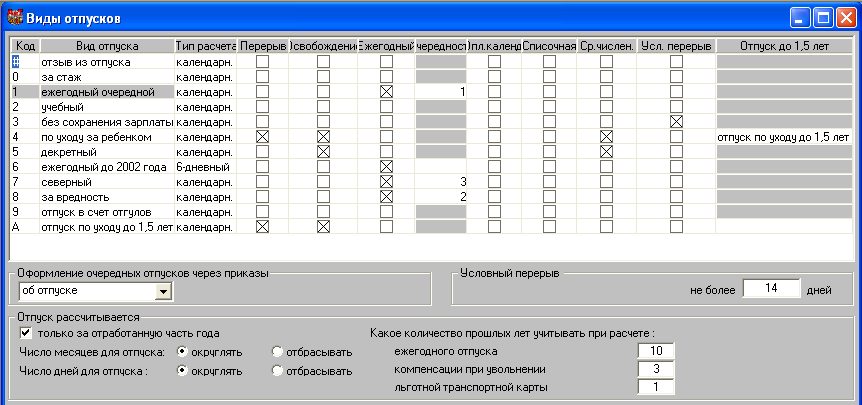 Виды отпусков
Код Вид отпуска Тип расчета Перерыв Освобождение Ежегодный чередност Опл.календ Списочная Ср.числен. Усл. перерыв Отпуск до 1,5 лет
# отзыв из отпуска календарн.
0 за стаж календарн.
1 ежегодный очередной календарн. 1
2 учебный календарн.
3 без сохранения зарплаты календарн.
4 по уходу за ребенком календарн. отпуск по уходу до 1,5 лет
5 декретный календарн.
6 ежегодный до 2002 года 6-дневный
7 северный календарн. 3
8 за вредность календарн. 2
9 отпуск в счет отгулов календарн.
A отпуск по уходу до 1,5 лет календарн.
Оформление очередных отпусков через приказы Условный перерыв
об отпуске не более 14 дней
Отпуск рассчитывается
только за отработанную часть года Какое количество прошлых лет учитывать при расчете :
Число месяцев для отпуска: округлять отбрасывать ежегодного отпуска 10
Число дней для отпуска : округлять отбрасывать компенсации при увольнении 3
льготной транспортной карты 1